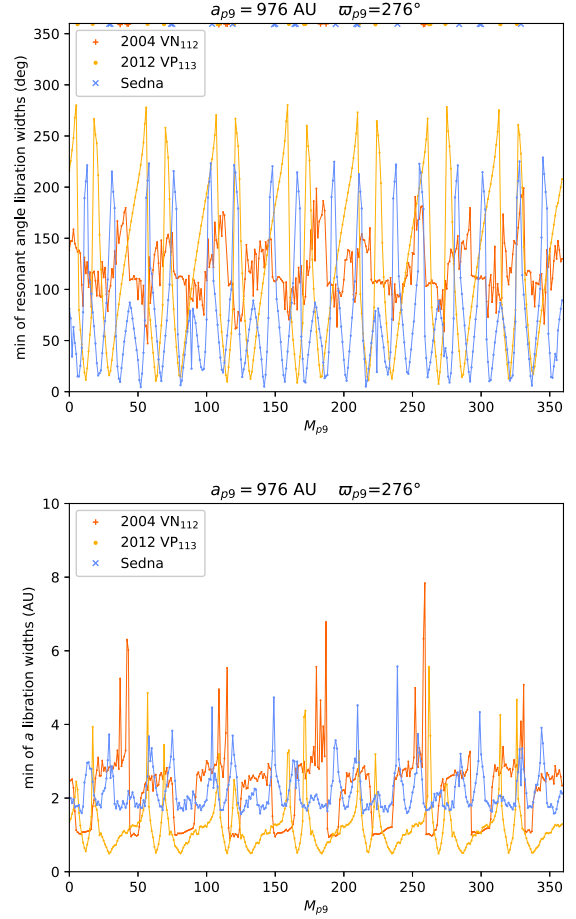 a_p9 = 976 AU ϖ_p9=276°
350
300
250
200
150
100
50
0
min of resonant angle libration widths (deg)
2004 VN112
2012 VP113
Sedna
0 50 100 150 200 250 300 350
M_p9
a_p9 = 976 AU ϖ_p9=276°
10
8
6
4
2
0
min of a libration widths (AU)
2004 VN112
2012 VP113
Sedna
0 50 100 150 200 250 300 350
M_p9